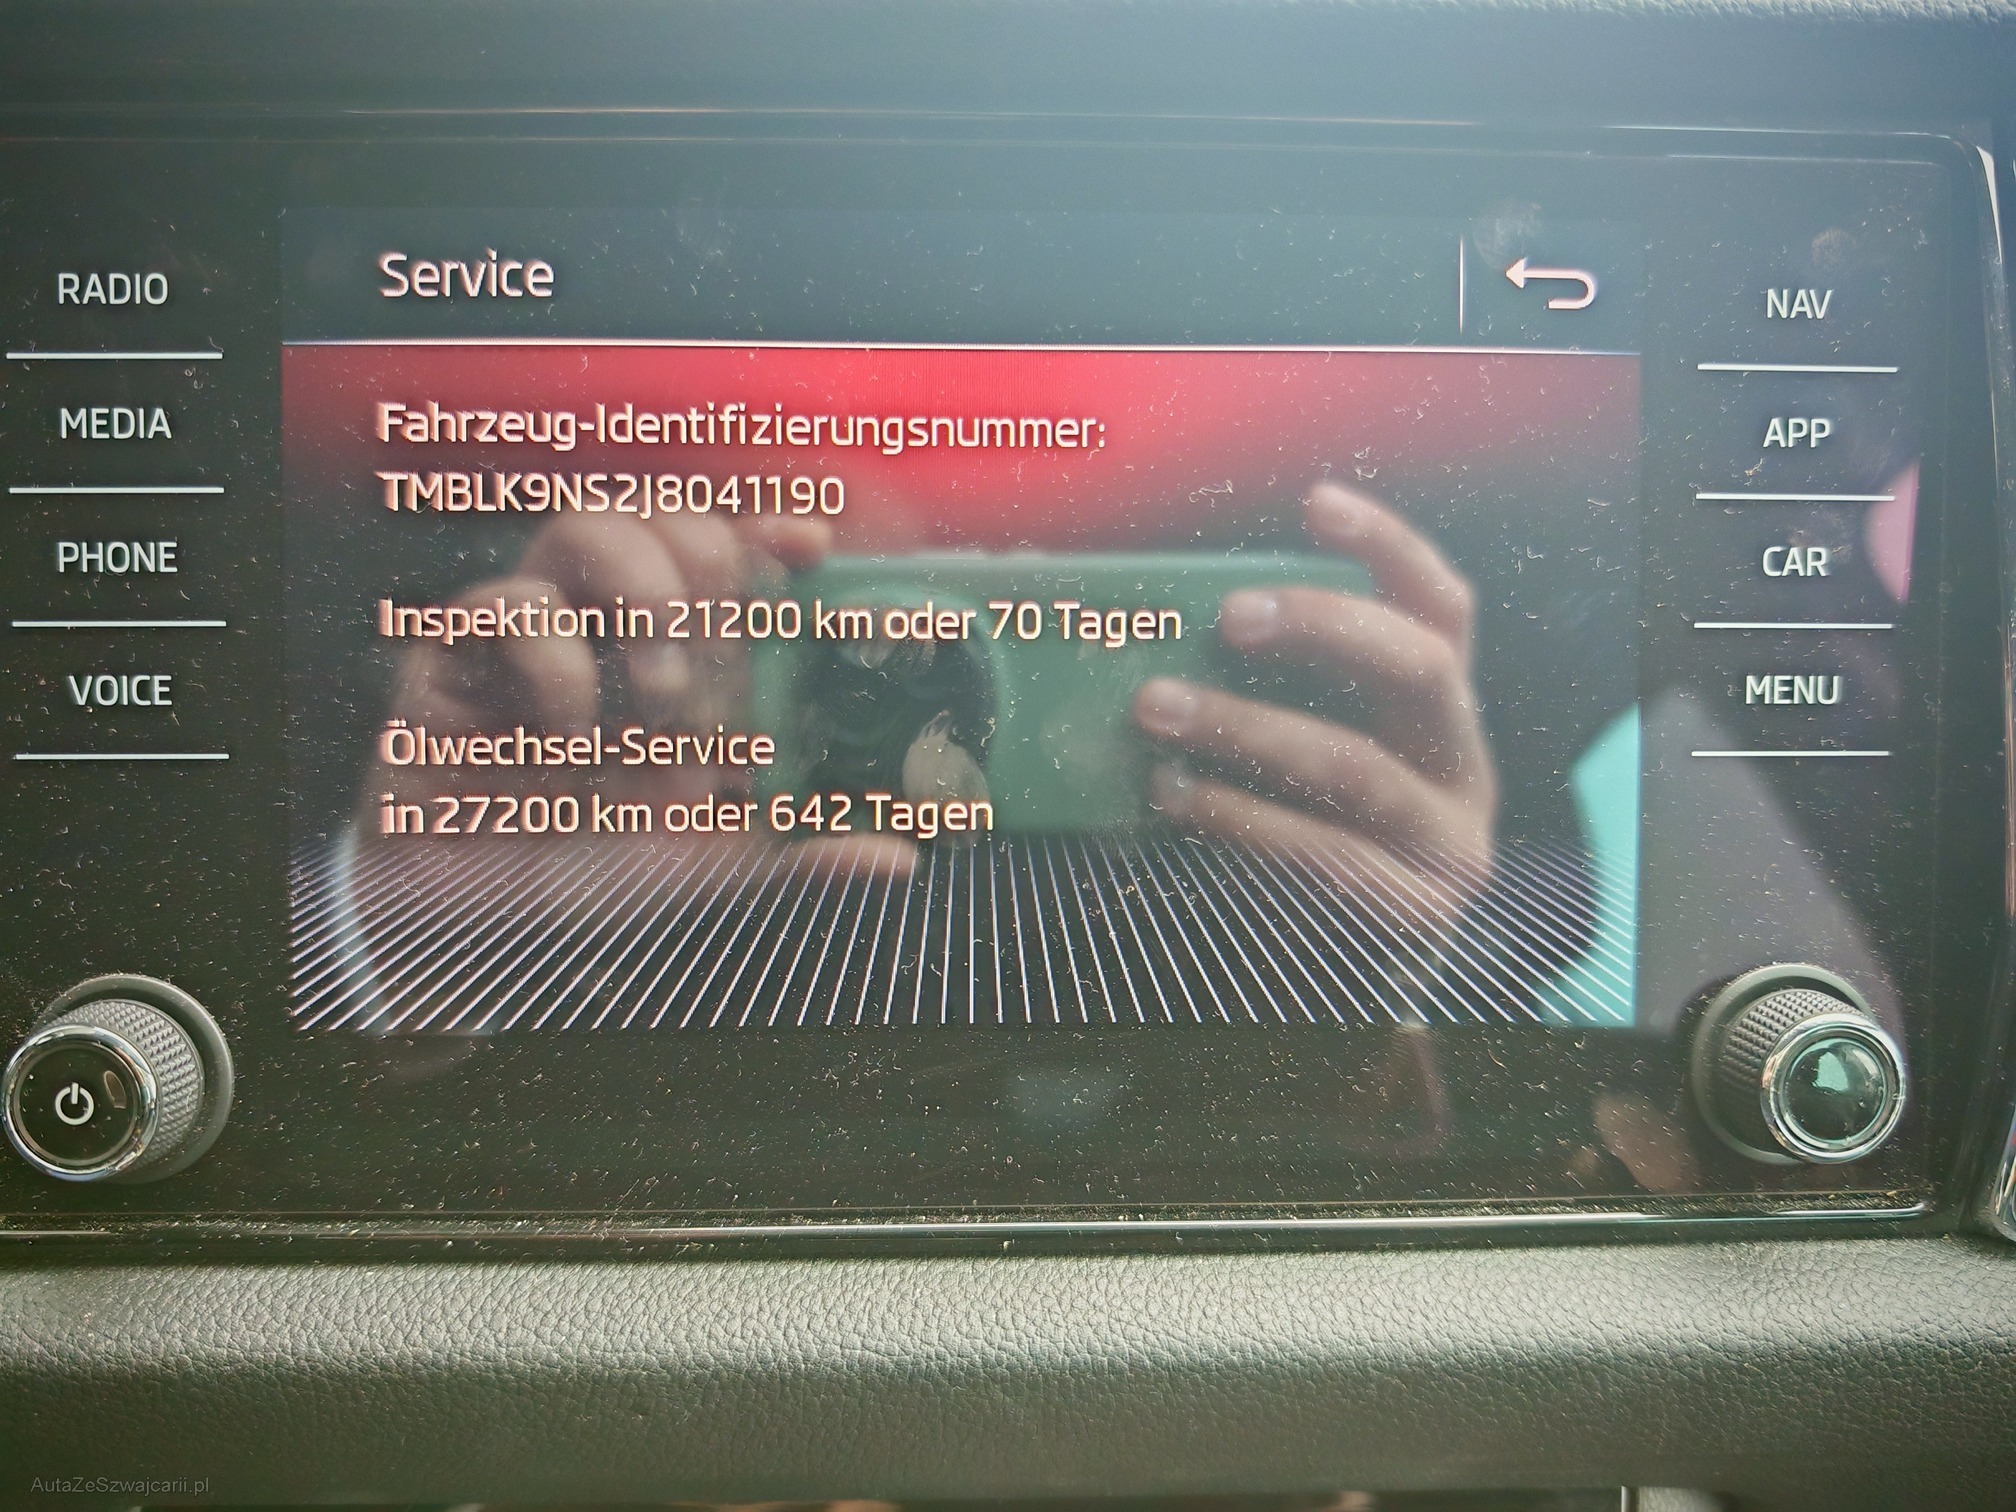 Service
RADIO
MEDIA
PHONE
VOICE
Fahrzeug-Identifizierungsnummer:
TMBLK9NS2J8041190
Inspektion in 21200 km oder 70 Tagen
Ölwechsel-Service
in 27200 km oder 642 Tagen
NAV
APP
CAR
MENU
AutaZeSzwajcarii.pl